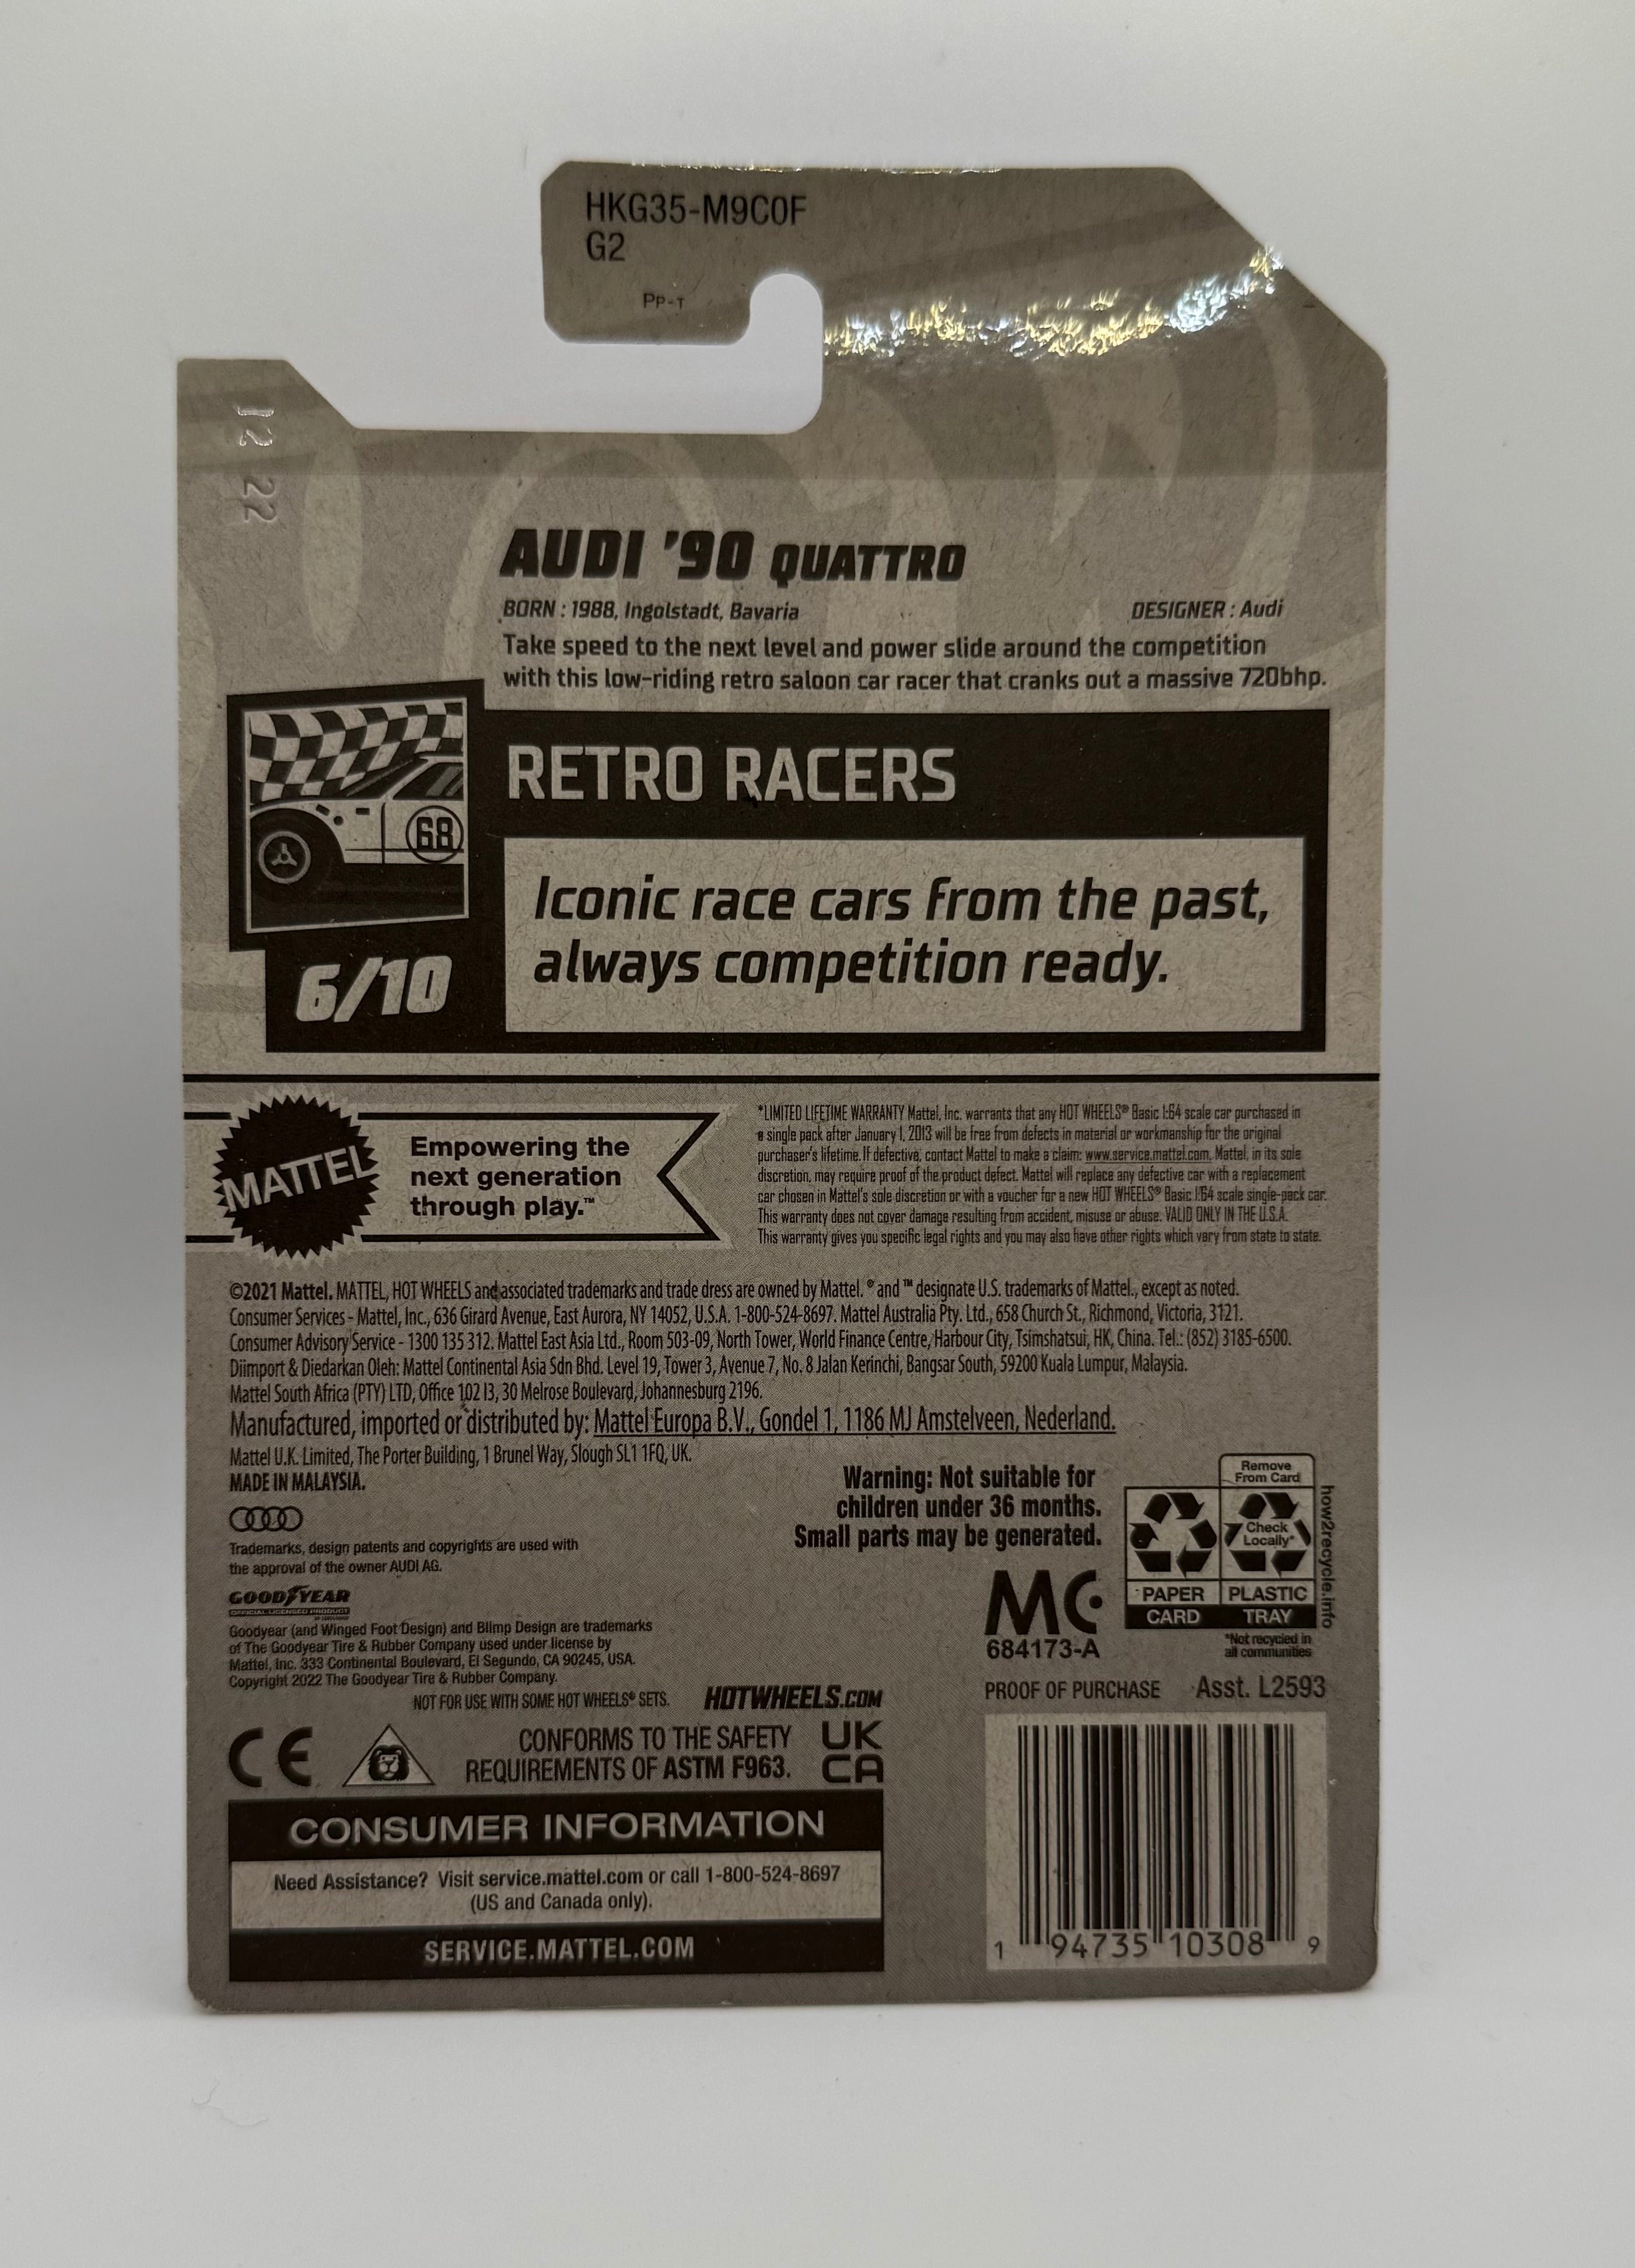 HKG35-M9C0F
G2
PP-T
12 22
AUDI '90 QUATTRO
BORN : 1988, Ingolstadt, Bavaria DESIGNER : Audi
Take speed to the next level and power slide around the competition
with this low-riding retro saloon car racer that cranks out a massive 720bhp.
68
RETRO RACERS
Iconic race cars from the past,
always competition ready.
6/10
MATTEL
Empowering the
next generation
through play.™
*LIMITED LIFETIME WARRANTY Mattel, Inc. warrants that any HOT WHEELS® Basic 1:64 scale car purchased in
a single pack after January 1, 2013 will be free from defects in material or workmanship for the original
purchaser's lifetime. If defective, contact Mattel to make a claim: www.service.mattel.com. Mattel, in its sole
discretion, may require proof of the product defect. Mattel will replace any defective car with a replacement
car chosen in Mattel's sole discretion or with a voucher for a new HOT WHEELS® Basic 1:64 scale single-pack car.
This warranty does not cover damage resulting from accident, misuse or abuse. VALID ONLY IN THE U.S.A.
This warranty gives you specific legal rights and you may also have other rights which vary from state to state.
©2021 Mattel. MATTEL, HOT WHEELS and associated trademarks and trade dress are owned by Mattel. ® and ™ designate U.S. trademarks of Mattel., except as noted.
Consumer Services - Mattel, Inc., 636 Girard Avenue, East Aurora, NY 14052, U.S.A. 1-800-524-8697. Mattel Australia Pty. Ltd., 658 Church St., Richmond, Victoria, 3121.
Consumer Advisory Service - 1300 135 312. Mattel East Asia Ltd., Room 503-09, North Tower, World Finance Centre, Harbour City, Tsimshatsui, HK, China. Tel.: (852) 3185-6500.
Diimport & Diedarkan Oleh: Mattel Continental Asia Sdn Bhd. Level 19, Tower 3, Avenue 7, No. 8 Jalan Kerinchi, Bangsar South, 59200 Kuala Lumpur, Malaysia.
Mattel South Africa (PTY) LTD, Office 102 I3, 30 Melrose Boulevard, Johannesburg 2196.
Manufactured, imported or distributed by: Mattel Europa B.V., Gondel 1, 1186 MJ Amstelveen, Nederland.
Mattel U.K. Limited, The Porter Building, 1 Brunel Way, Slough SL1 1FQ, UK.
MADE IN MALAYSIA.
Trademarks, design patents and copyrights are used with
the approval of the owner AUDI AG.
GOODYEAR
OFFICIAL LICENSED PRODUCT
Goodyear (and Winged Foot Design) and Blimp Design are trademarks
of The Goodyear Tire & Rubber Company used under license by
Mattel, Inc. 333 Continental Boulevard, El Segundo, CA 90245, USA.
Copyright 2022 The Goodyear Tire & Rubber Company.
NOT FOR USE WITH SOME HOT WHEELS® SETS. HOTWHEELS.COM
Warning: Not suitable for
children under 36 months.
Small parts may be generated.
MC
684173-A
Remove
From Card
Check
Locally*
PAPER PLASTIC
CARD TRAY
*Not recycled in
all communities
how2recycle.info
PROOF OF PURCHASE Asst. L2593
CE
CONFORMS TO THE SAFETY
REQUIREMENTS OF ASTM F963.
UK
CA
CONSUMER INFORMATION
Need Assistance? Visit service.mattel.com or call 1-800-524-8697
(US and Canada only).
SERVICE.MATTEL.COM
1 94735 10308 9